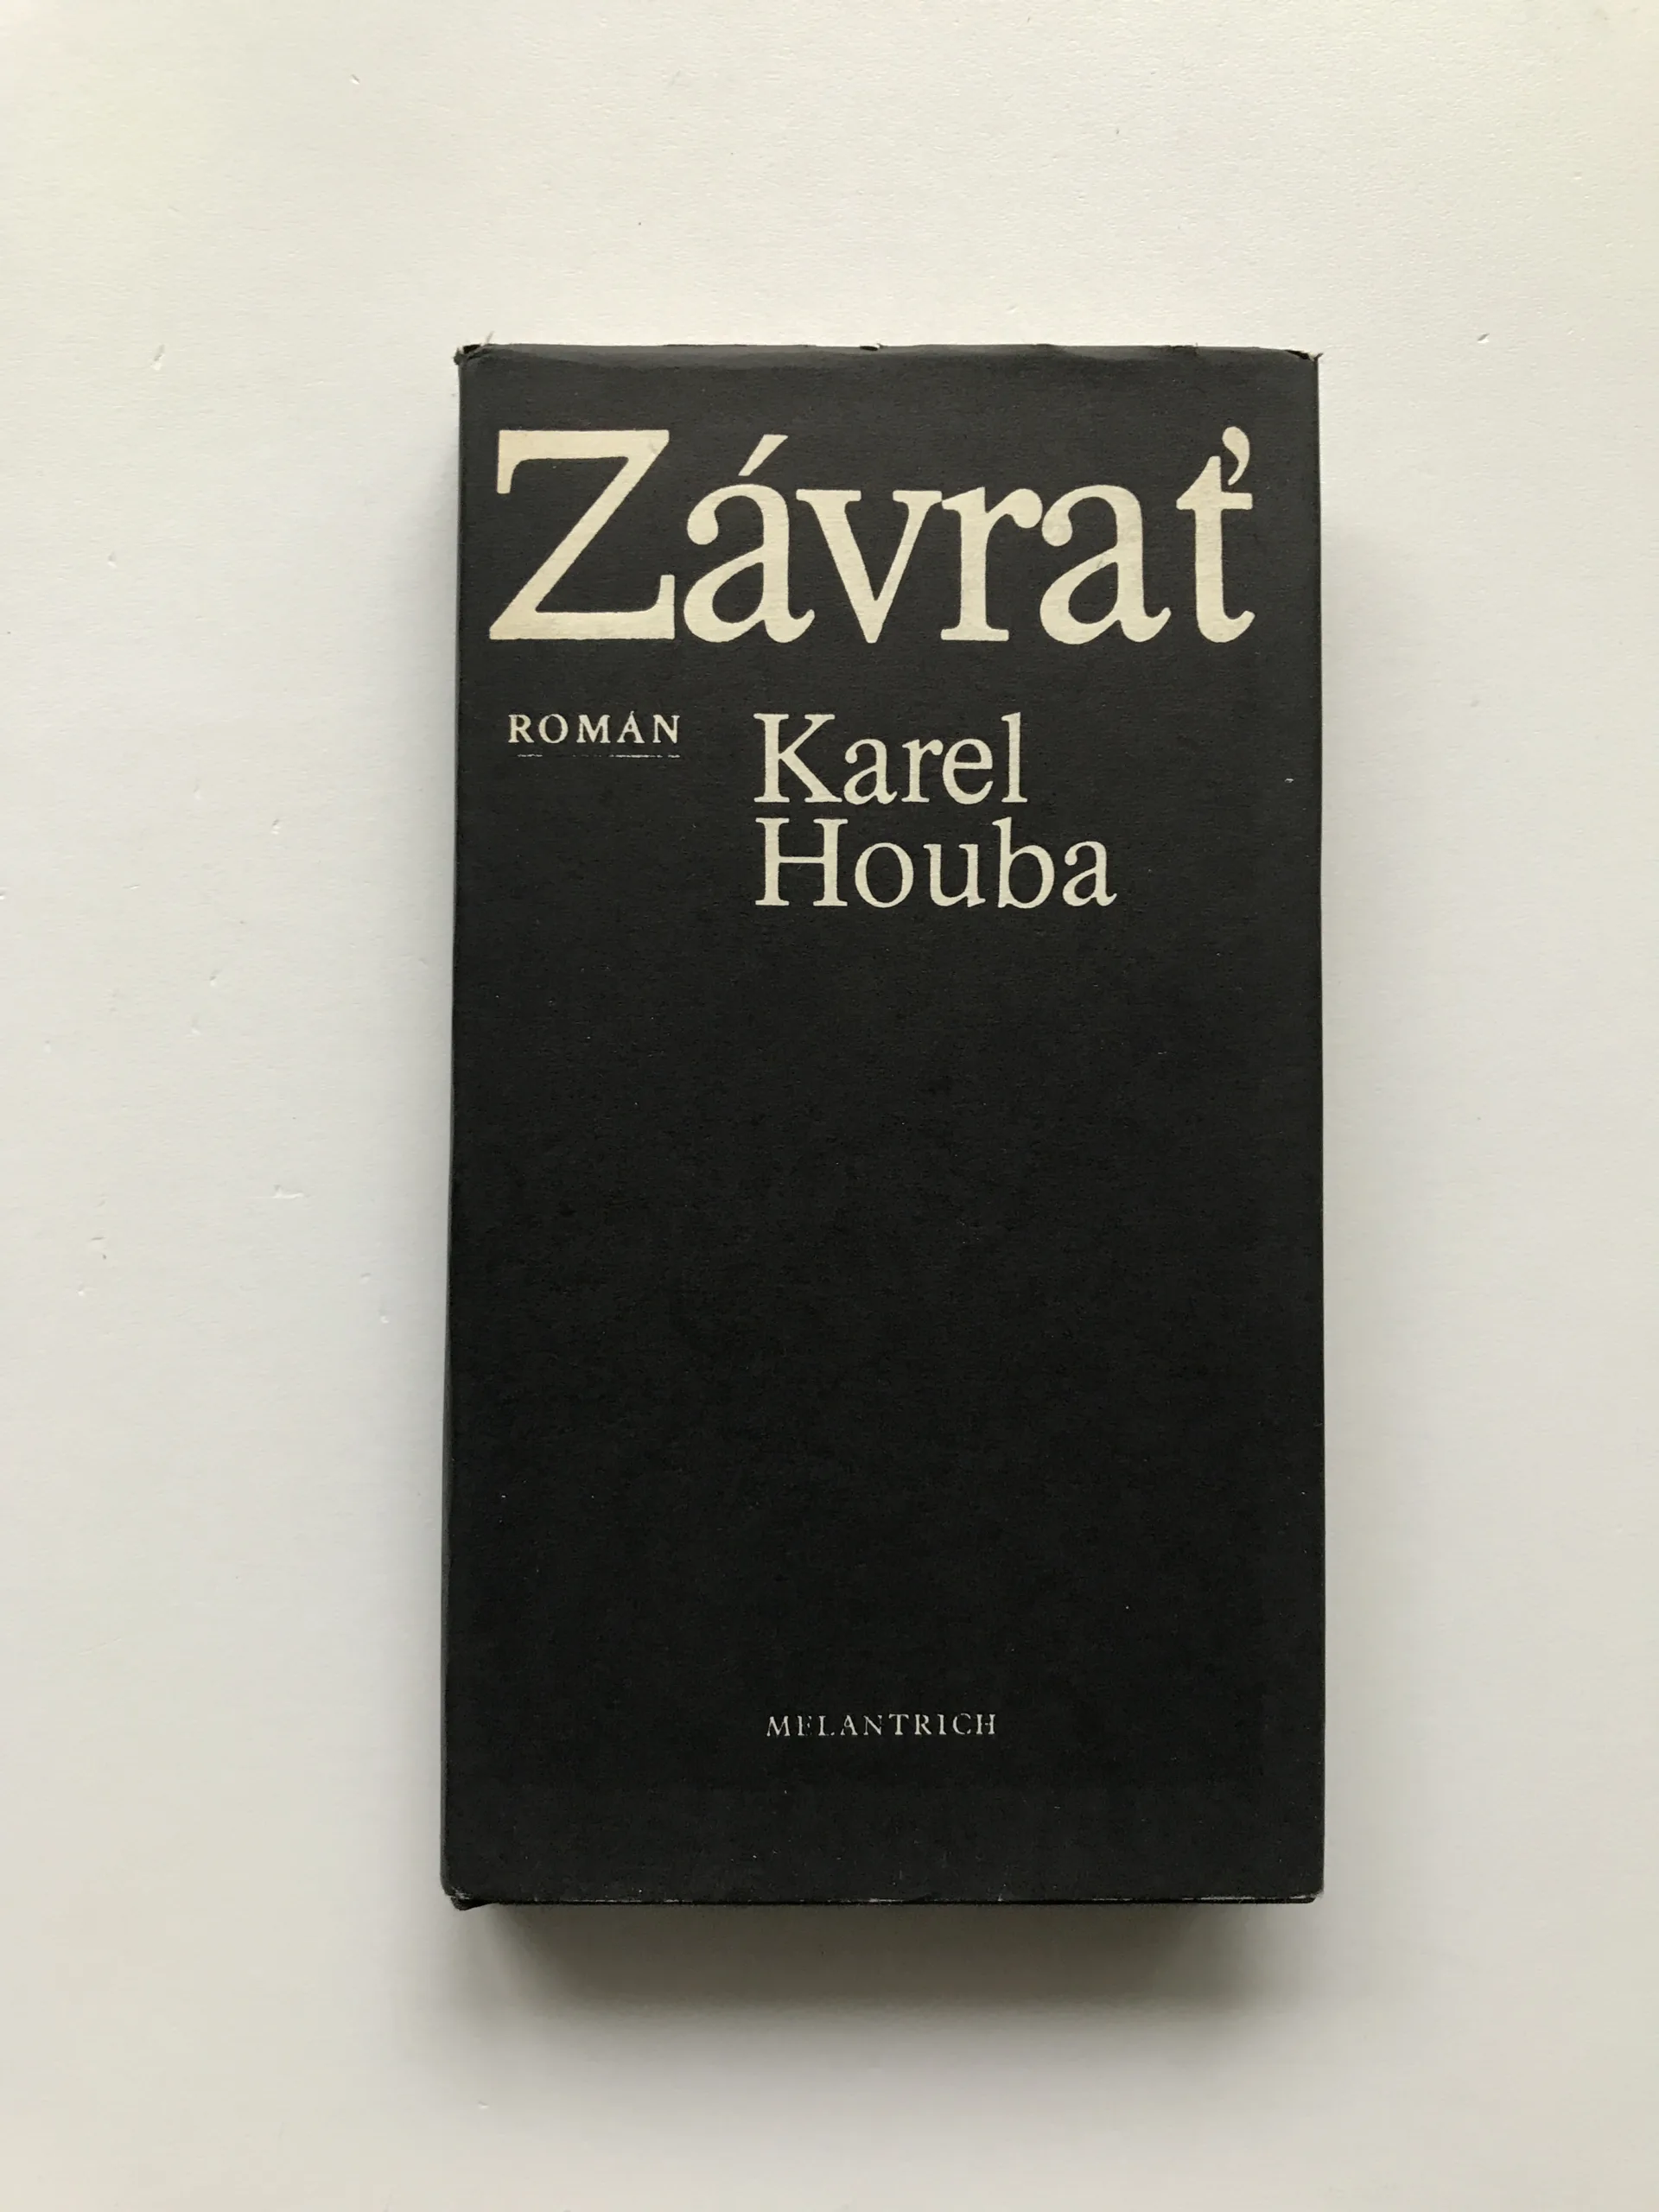 Závrať
ROMÁN
Karel
Houba
MELANTRICH